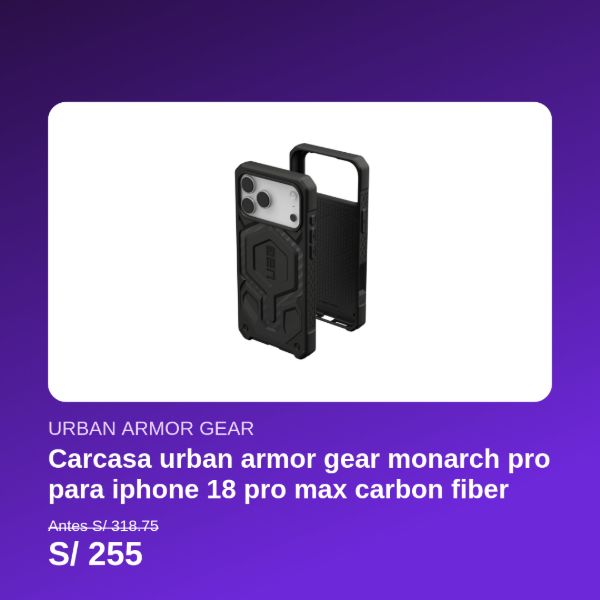 URBAN ARMOR GEAR
Carcasa urban armor gear monarch pro
para iphone 18 pro max carbon fiber
Antes S/ 318.75
S/ 255